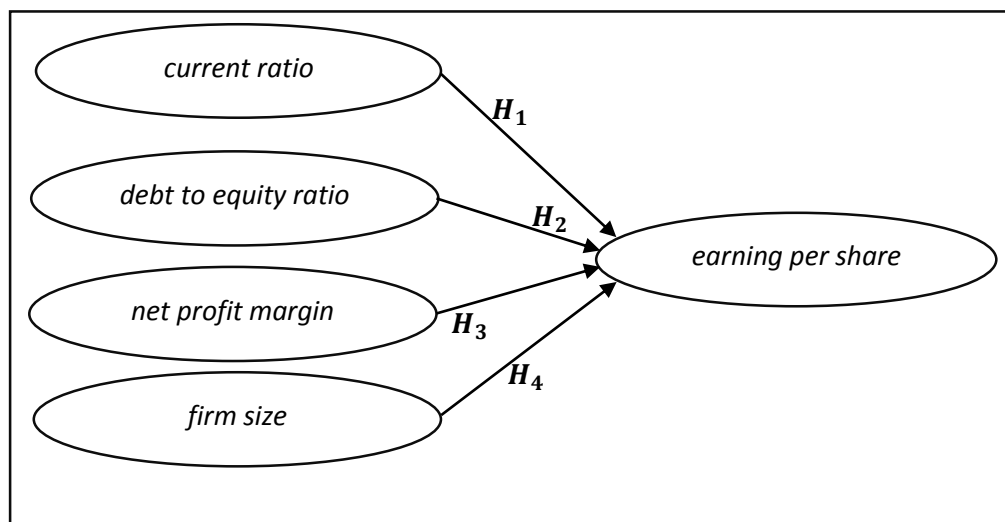 current ratio
H₁
debt to equity ratio
H₂
earning per share
net profit margin
H₃
H₄
firm size